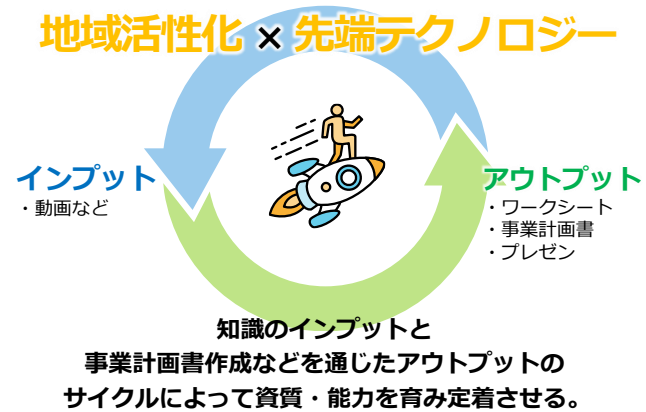 地域活性化 × 先端テクノロジー
インプット
・動画など
アウトプット
・ワークシート
・事業計画書
・プレゼン
知識のインプットと
事業計画書作成などを通じたアウトプットの
サイクルによって資質・能力を育み定着させる。